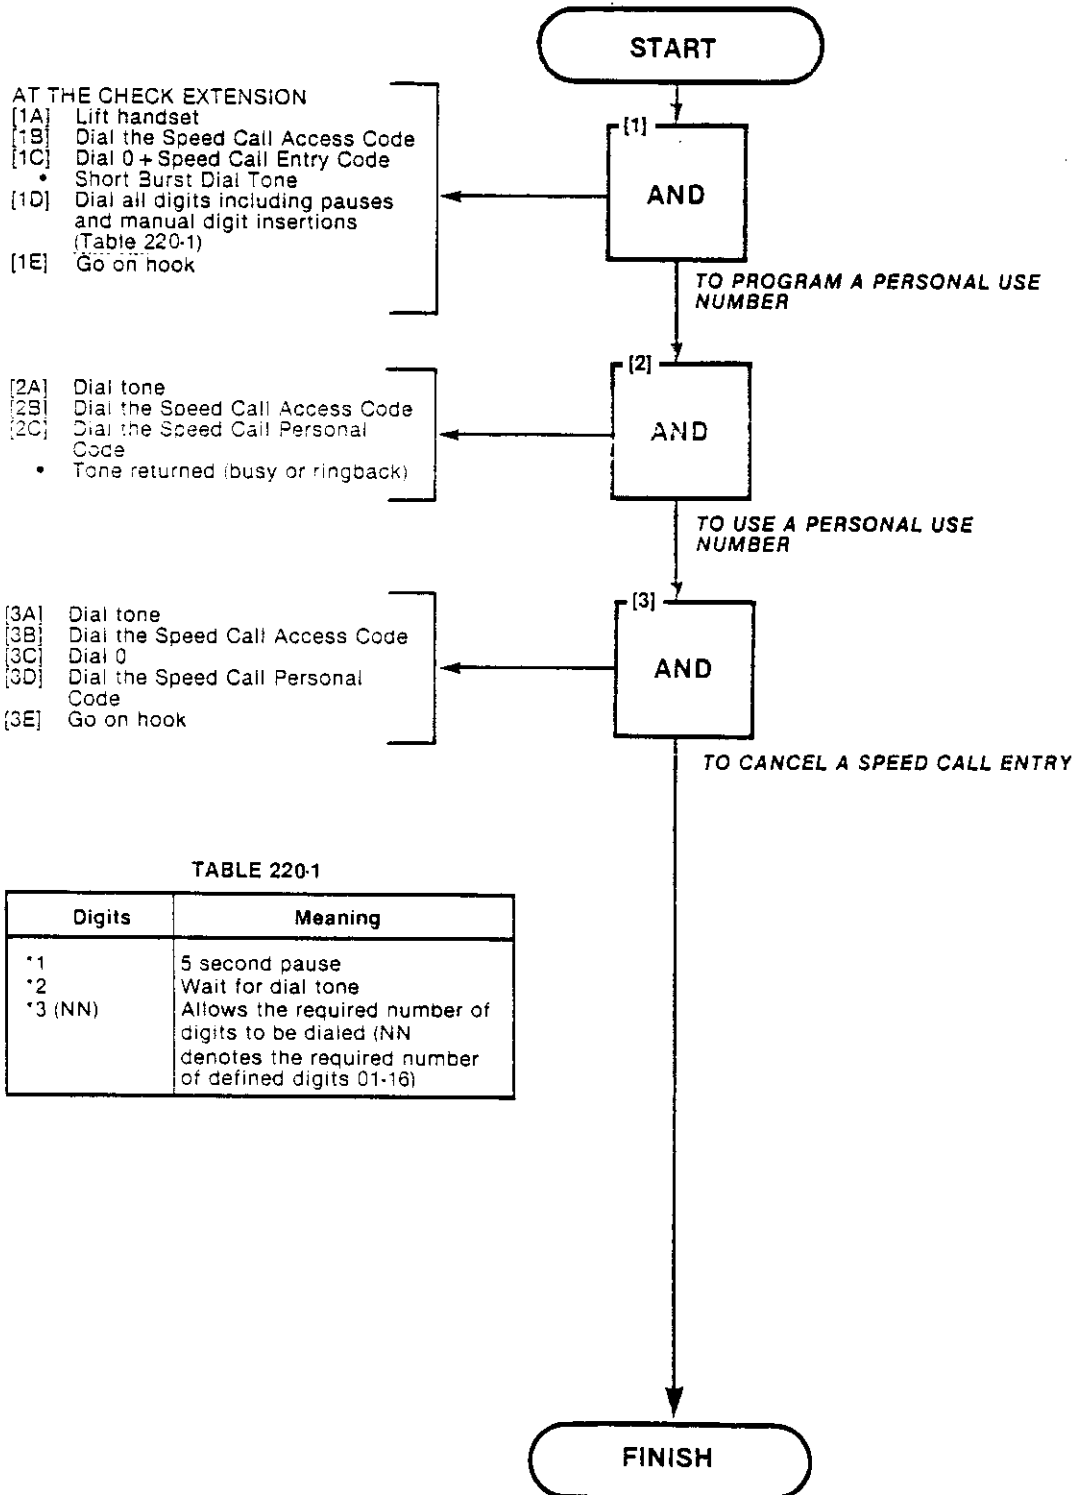 START
AT THE CHECK EXTENSION
[1A] Lift handset
[1B] Dial the Speed Call Access Code
[1C] Dial 0 + Speed Call Entry Code
• Short Burst Dial Tone
[1D] Dial all digits including pauses
and manual digit insertions
(Table 220-1)
[1E] Go on hook
[1]
AND
TO PROGRAM A PERSONAL USE
NUMBER
[2A] Dial tone
[2B] Dial the Speed Call Access Code
[2C] Dial the Speed Call Personal
Code
• Tone returned (busy or ringback)
[2]
AND
TO USE A PERSONAL USE
NUMBER
[3A] Dial tone
[3B] Dial the Speed Call Access Code
[3C] Dial 0
[3D] Dial the Speed Call Personal
Code
[3E] Go on hook
[3]
AND
TO CANCEL A SPEED CALL ENTRY
TABLE 220-1
Digits Meaning
*1 5 second pause
*2 Wait for dial tone
*3 (NN) Allows the required number of
digits to be dialed (NN
denotes the required number
of defined digits 01-16)
FINISH